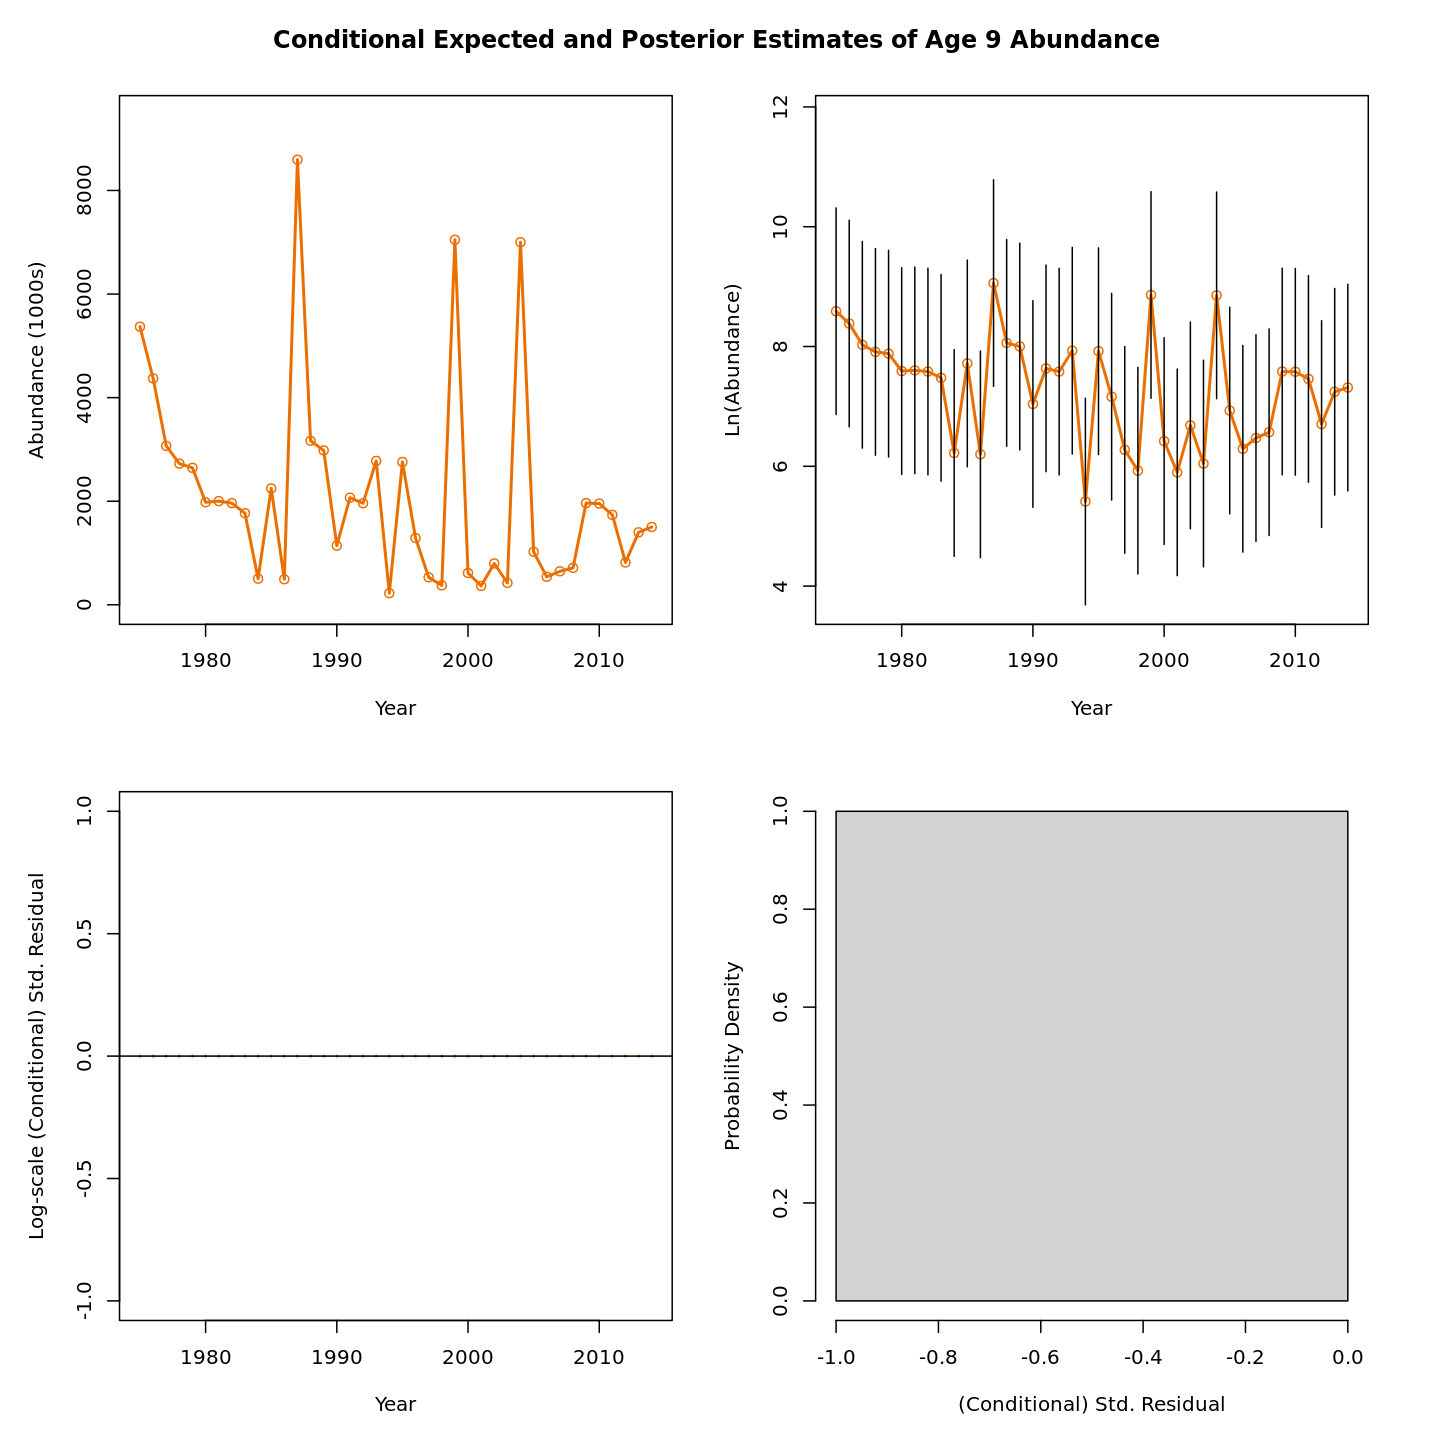 Conditional Expected and Posterior Estimates of Age 9 Abundance
Abundance (1000s)
0 2000 4000 6000 8000
1980 1990 2000 2010
Year
Ln(Abundance)
4 6 8 10 12
1980 1990 2000 2010
Year
Log-scale (Conditional) Std. Residual
-1.0 -0.5 0.0 0.5 1.0
1980 1990 2000 2010
Year
Probability Density
0.0 0.2 0.4 0.6 0.8 1.0
-1.0 -0.8 -0.6 -0.4 -0.2 0.0
(Conditional) Std. Residual